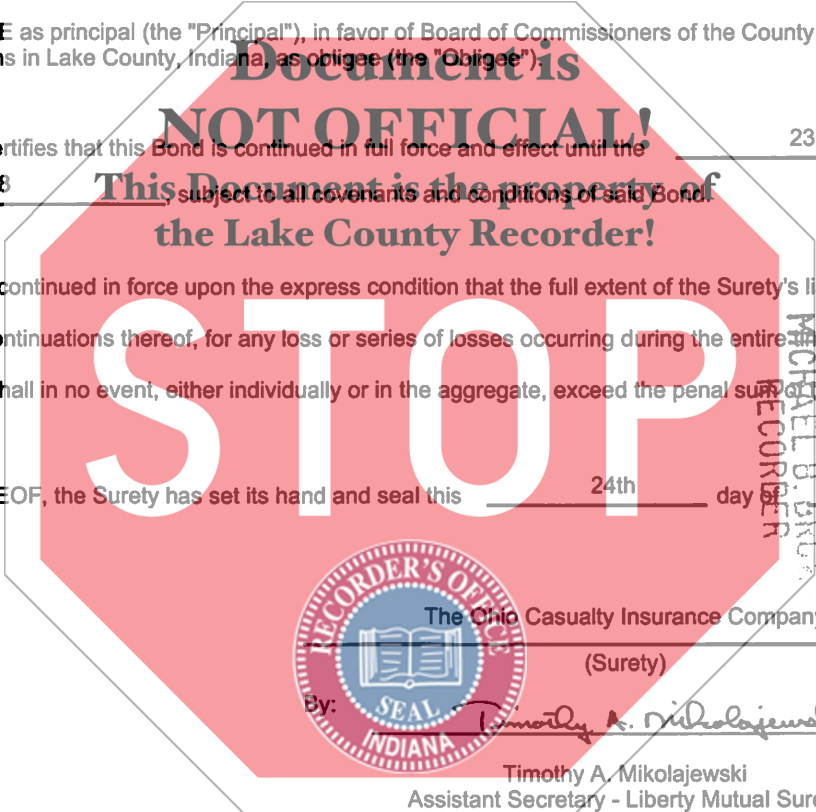 E as principal (the "Principal"), in favor of Board of Commissioners of the County
s in Lake County, Indiana, as obligee (the "Obligee").
Document is
NOT OFFICIAL!
rtifies that this Bond is continued in full force and effect until the 23
This Document is the property of
, subject to all covenants and conditions of said Bond.
the Lake County Recorder!
continued in force upon the express condition that the full extent of the Surety's li
ntinuations thereof, for any loss or series of losses occurring during the entire
hall in no event, either individually or in the aggregate, exceed the penal sum of
STOP
MICHAEL B. BRO
RECORDER
EOF, the Surety has set its hand and seal this 24th day of
RECORDER'S OFFICE
SEAL
INDIANA
The Ohio Casualty Insurance Company
(Surety)
By: Timothy A. Mikolajews
Timothy A. Mikolajewski
Assistant Secretary - Liberty Mutual Sure